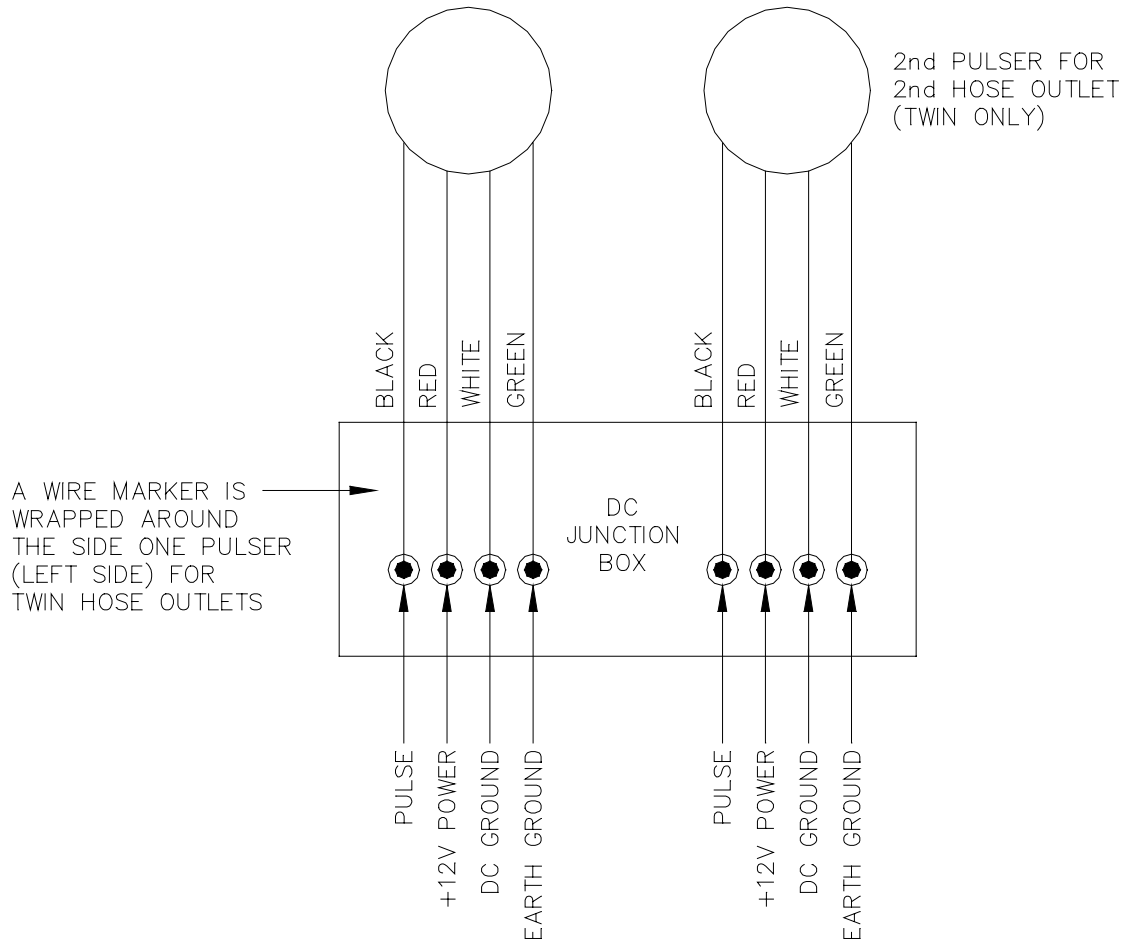 2nd PULSER FOR
2nd HOSE OUTLET
(TWIN ONLY)
BLACK
RED
WHITE
GREEN
BLACK
RED
WHITE
GREEN
A WIRE MARKER IS
WRAPPED AROUND
THE SIDE ONE PULSER
(LEFT SIDE) FOR
TWIN HOSE OUTLETS
DC
JUNCTION
BOX
PULSE
+12V POWER
DC GROUND
EARTH GROUND
PULSE
+12V POWER
DC GROUND
EARTH GROUND